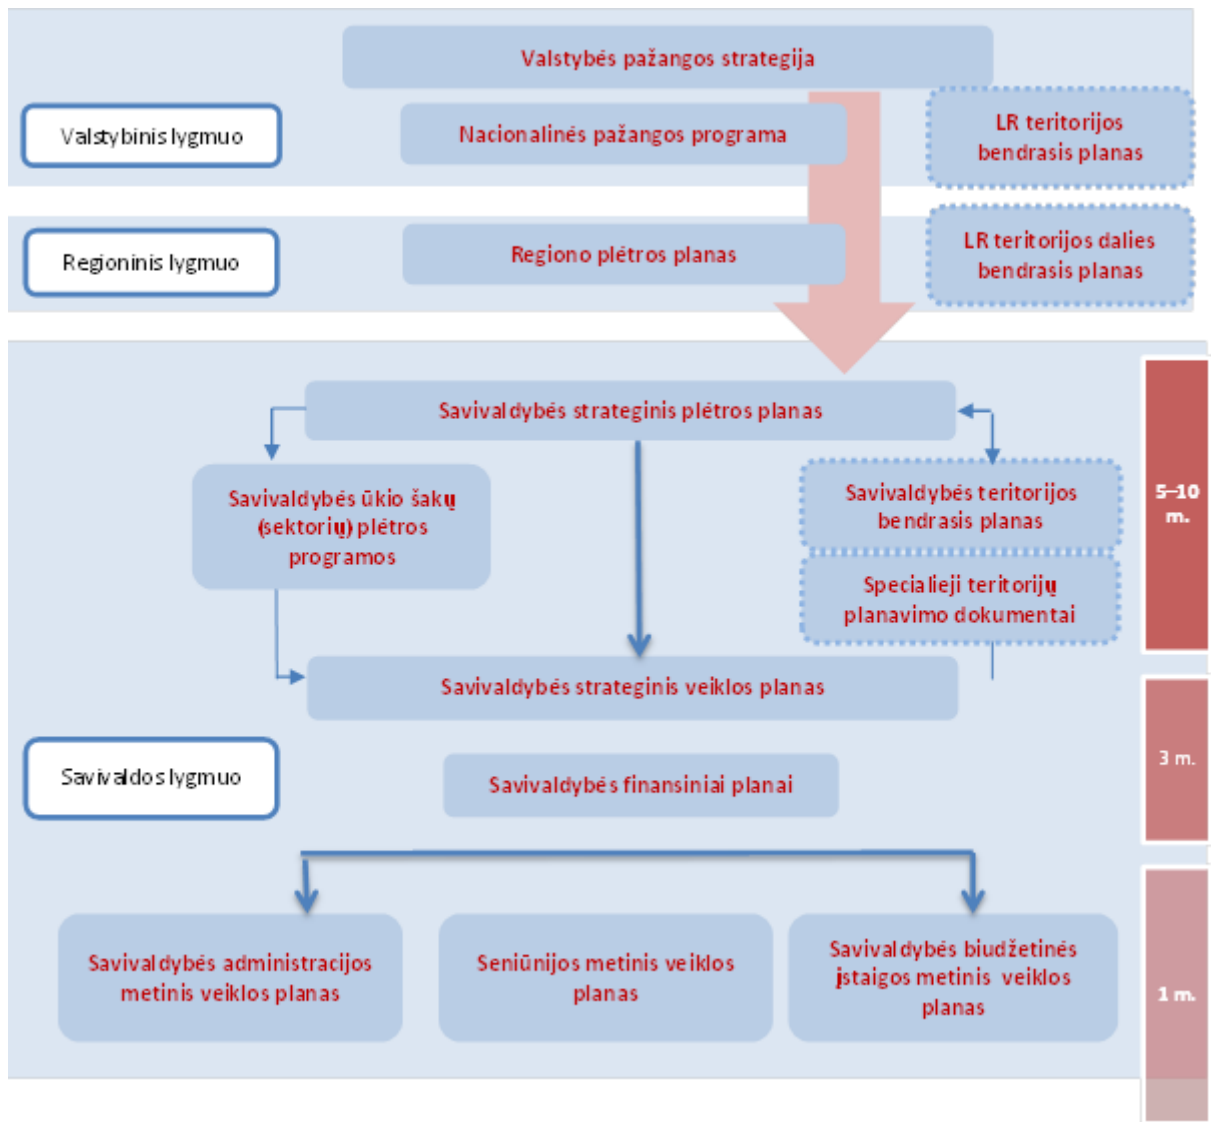 Valstybės pažangos strategija
Valstybinis lygmuo
Nacionalinės pažangos programa
LR teritorijos
bendrasis planas
Regioninis lygmuo
Regiono plėtros planas
LR teritorijos dalies
bendrasis planas
Savivaldybės strateginis plėtros planas
Savivaldybės ūkio šakų
(sektorių) plėtros
programos
Savivaldybės teritorijos
bendrasis planas
Specialieji teritorijų
planavimo dokumentai
5–10
m.
Savivaldybės strateginis veiklos planas
Savivaldos lygmuo
Savivaldybės finansiniai planai
3 m.
Savivaldybės administracijos
metinis veiklos planas
Seniūnijos metinis veiklos
planas
Savivaldybės biudžetinės
įstaigos metinis veiklos
planas
1 m.